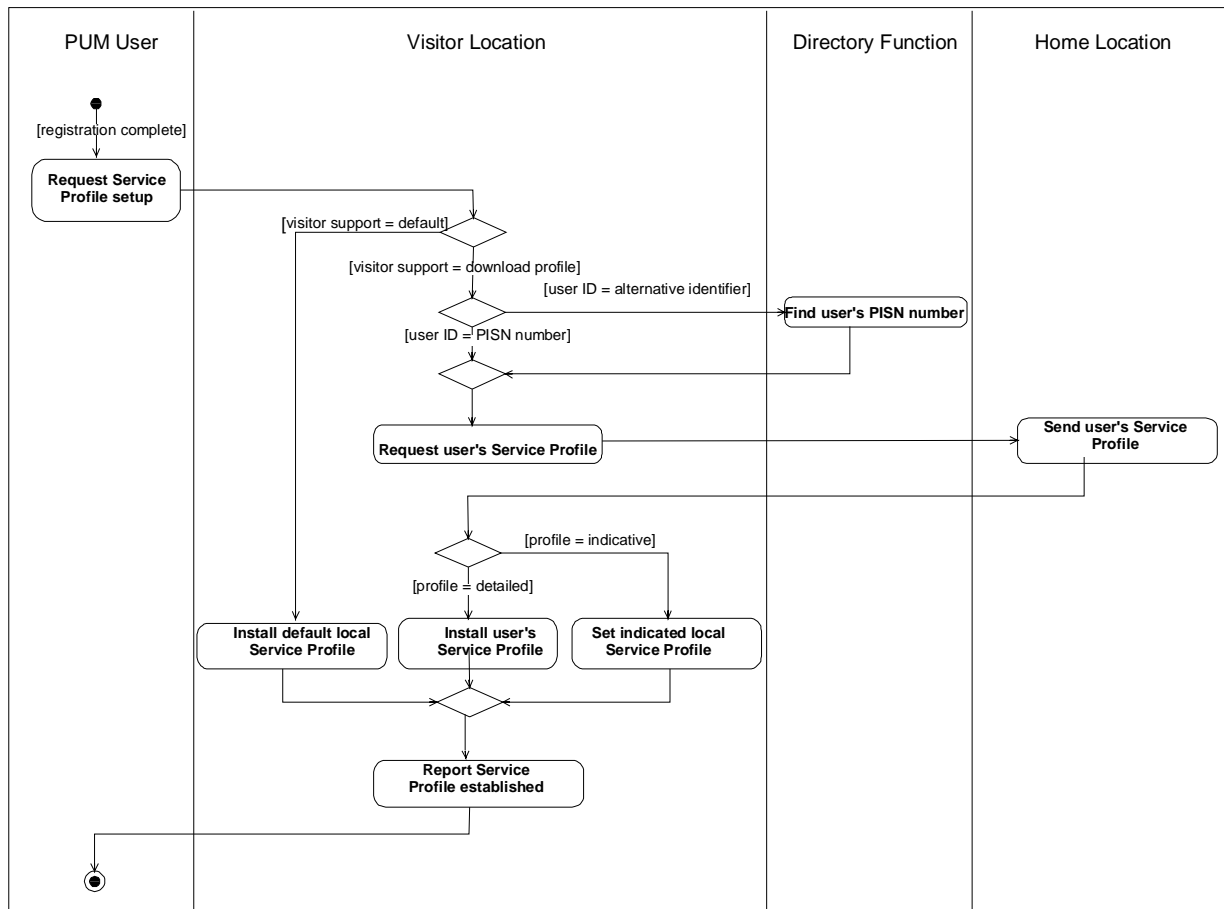 PUM User
Visitor Location
Directory Function
Home Location
[registration complete]
Request Service
Profile setup
[visitor support = default]
[visitor support = download profile]
[user ID = alternative identifier]
Find user's PISN number
[user ID = PISN number]
Request user's Service Profile
Send user's Service
Profile
[profile = indicative]
[profile = detailed]
Install default local
Service Profile
Install user's
Service Profile
Set indicated local
Service Profile
Report Service
Profile established